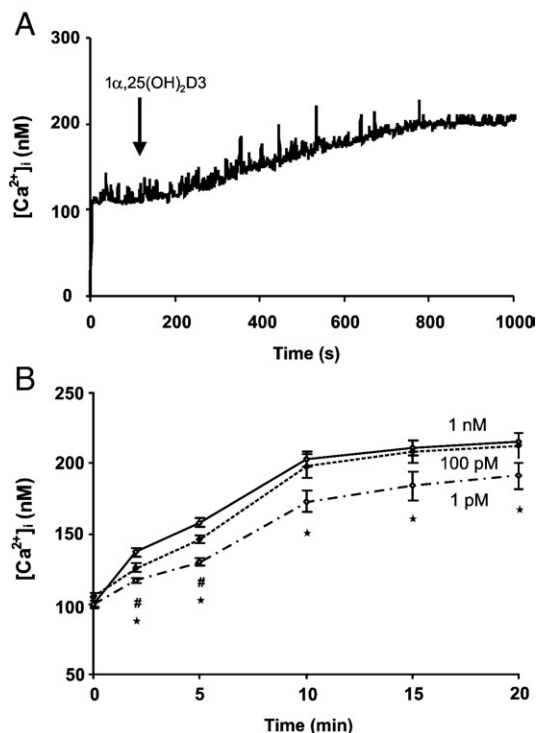 A
300
1α,25(OH)₂D3
200
[Ca²⁺]ᵢ (nM)
100
0
0 200 400 600 800 1000
Time (s)
B
250
1 nM
200
100 pM
[Ca²⁺]ᵢ (nM)
1 pM
150
* * *
100
# #
* *
50
0 5 10 15 20
Time (min)